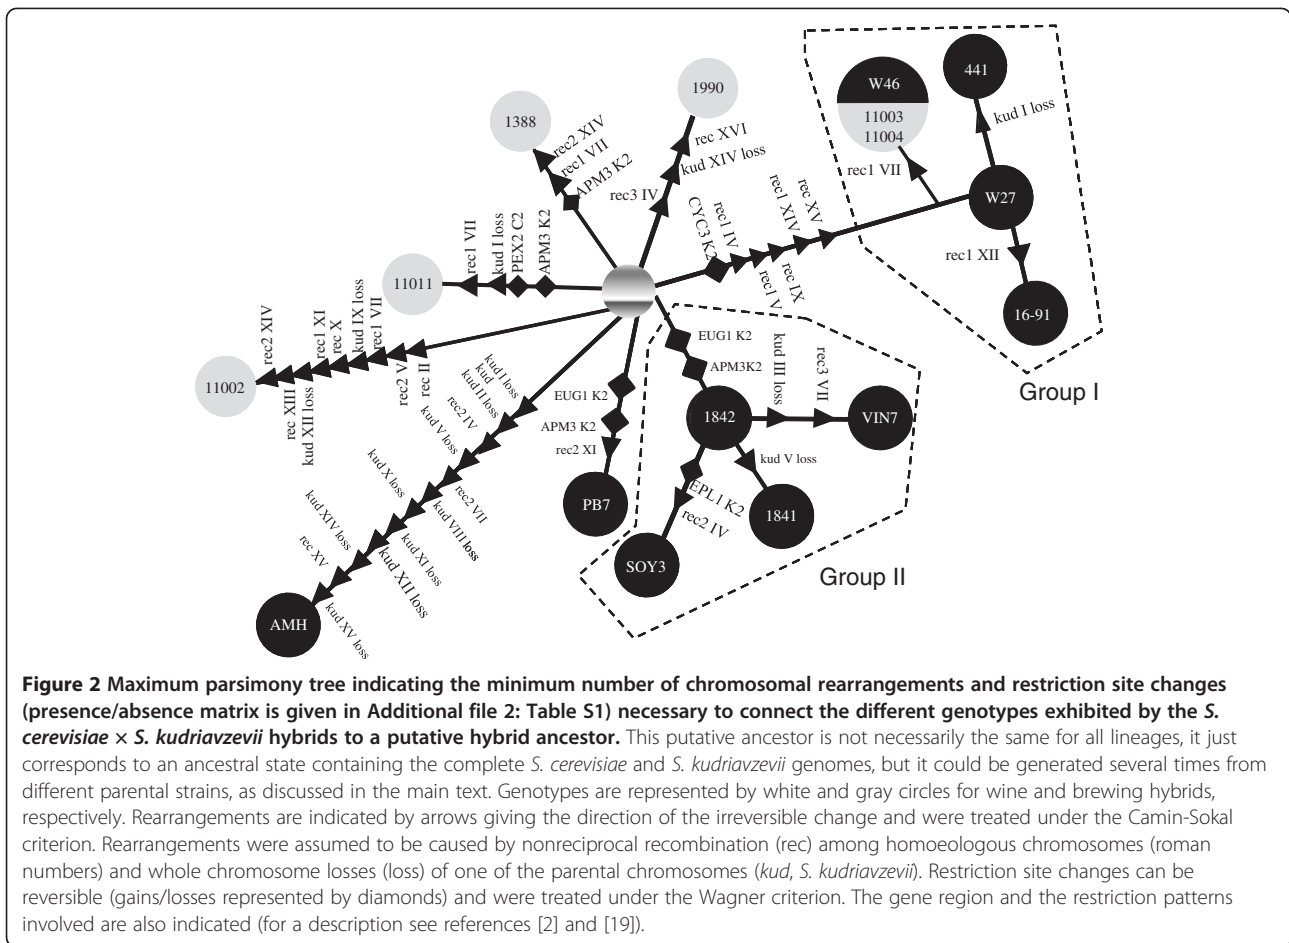 1990
1388
rec2 XIV
rec1 VII
APM3 K2
rec XVI
kud XIV loss
rec3 IV
W46
11003
11004
rec1 VII
441
kud I loss
W27
rec1 XII
16-91
Group I
CYC3 K2
rec1 IV
rec1 V
rec IX
rec1 XIV
rec XV
11011
rec1 VII
kud I loss
PEX2 C2
APM3 K2
11002
rec2 XIV
rec XIII
kud XII loss
rec1 XI
rec X
kud IX loss
rec1 VII
rec2 V
rec II
kud I loss
kud
kud II loss
rec2 IV
kud V loss
rec2 VII
kud VIII loss
kud X loss
kud XI loss
kud XII loss
kud XIV loss
rec XV
kud XV loss
AMH
EUG1 K2
APM3 K2
rec2 XI
PB7
EUG1 K2
APM3K2
1842
kud III loss
rec3 VII
VIN7
kud V loss
1841
EPL1 K2
rec2 IV
SOY3
Group II
Figure 2 Maximum parsimony tree indicating the minimum number of chromosomal rearrangements and restriction site changes
(presence/absence matrix is given in Additional file 2: Table S1) necessary to connect the different genotypes exhibited by the S.
cerevisiae × S. kudriavzevii hybrids to a putative hybrid ancestor. This putative ancestor is not necessarily the same for all lineages, it just
corresponds to an ancestral state containing the complete S. cerevisiae and S. kudriavzevii genomes, but it could be generated several times from
different parental strains, as discussed in the main text. Genotypes are represented by white and gray circles for wine and brewing hybrids,
respectively. Rearrangements are indicated by arrows giving the direction of the irreversible change and were treated under the Camin-Sokal
criterion. Rearrangements were assumed to be caused by nonreciprocal recombination (rec) among homoeologous chromosomes (roman
numbers) and whole chromosome losses (loss) of one of the parental chromosomes (kud, S. kudriavzevii). Restriction site changes can be
reversible (gains/losses represented by diamonds) and were treated under the Wagner criterion. The gene region and the restriction patterns
involved are also indicated (for a description see references [2] and [19]).